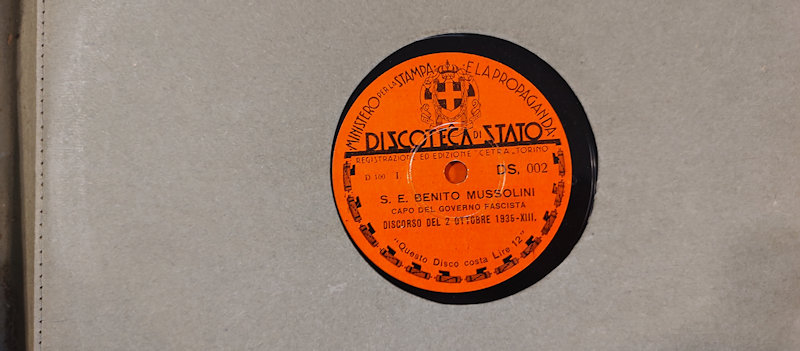 MINISTERO PER LA STAMPA E LA PROPAGANDA
DISCOTECA DI STATO
REGISTRAZIONE ED EDIZIONE "CETRA" TORINO
D 100 I DS. 002
S. E. BENITO MUSSOLINI
CAPO DEL GOVERNO FASCISTA
DISCORSO DEL 2 OTTOBRE 1935-XIII.
"Questo Disco costa Lire 12"